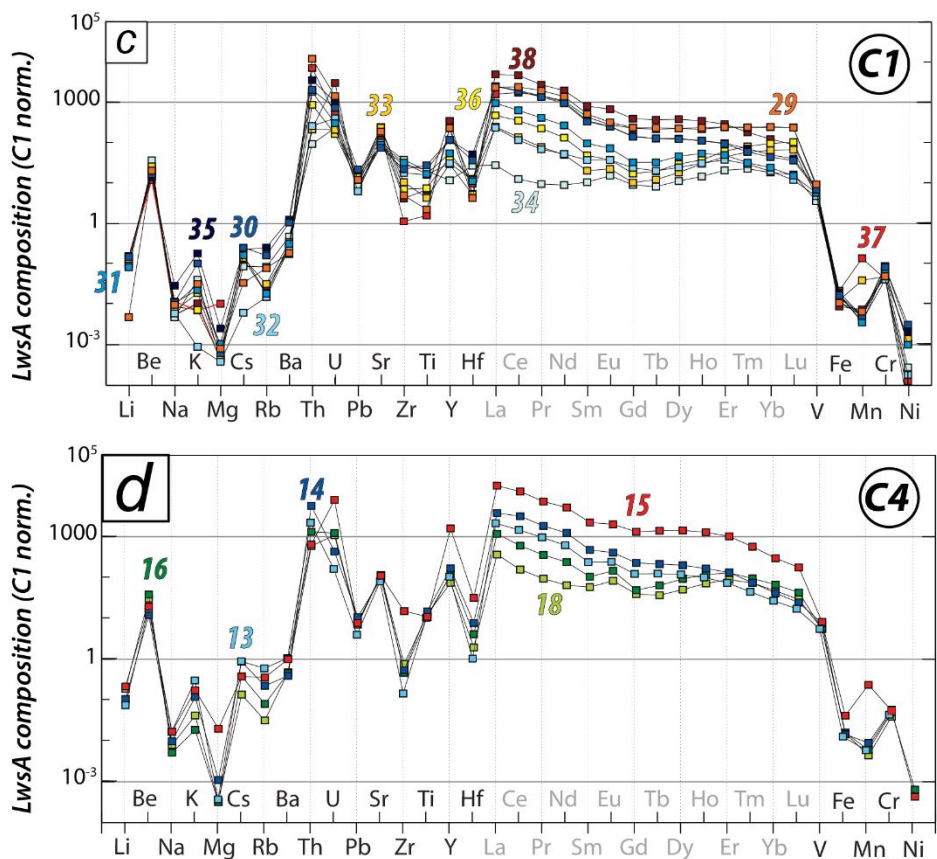 10^5
c
C1
38
33
36
29
1000
34
1
35
30
37
31
32
10^-3
LwsA composition (C1 norm.)
Be K Mg Cs Rb Ba Th U Pb Sr Zr Ti Y Hf La Ce Pr Nd Sm Eu Gd Tb Dy Ho Er Tm Yb Lu V Fe Mn Cr Ni
Li Na
10^5
d
C4
14
15
1000
16
18
13
1
10^-3
LwsA composition (C1 norm.)
Be K Cs Ba U Sr Ti Hf Ce Nd Eu Tb Ho Tm Lu Fe Cr
Li Na Mg Rb Th Pb Zr Y La Pr Sm Gd Dy Er Yb V Mn Ni